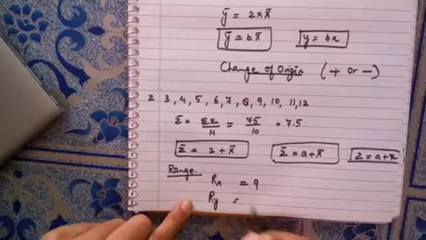 ȳ = 2 × x̄
ȳ = b x̄ y = bx
Change of Origin (+ or −)
2 3, 4, 5, 6, 7, 8, 9, 10, 11, 12
z̄ = Σz/N = 75/10 = 7.5
z̄ = 2 + x̄ z̄ = a + x̄ z = a + x
Range
Rx = 9
Ry =